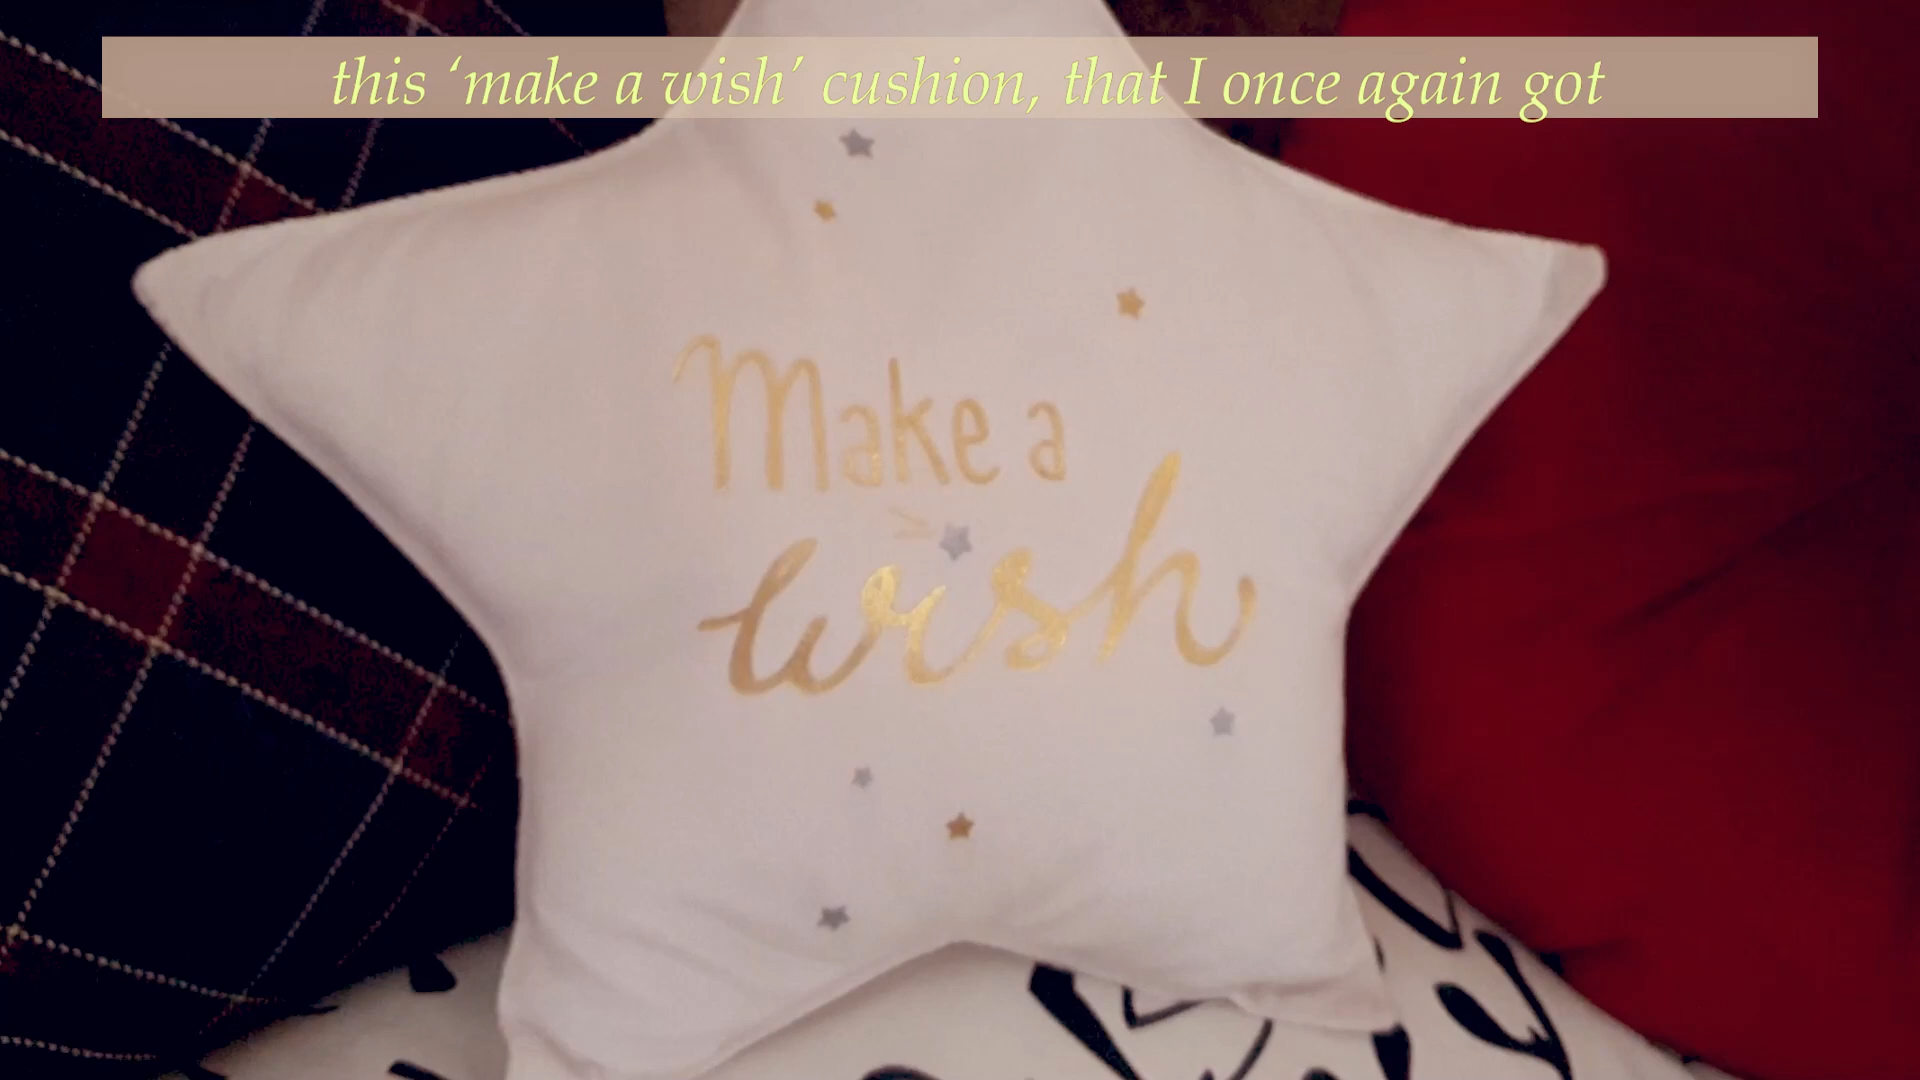 this ‘make a wish’ cushion, that I once again got
Make a
wish